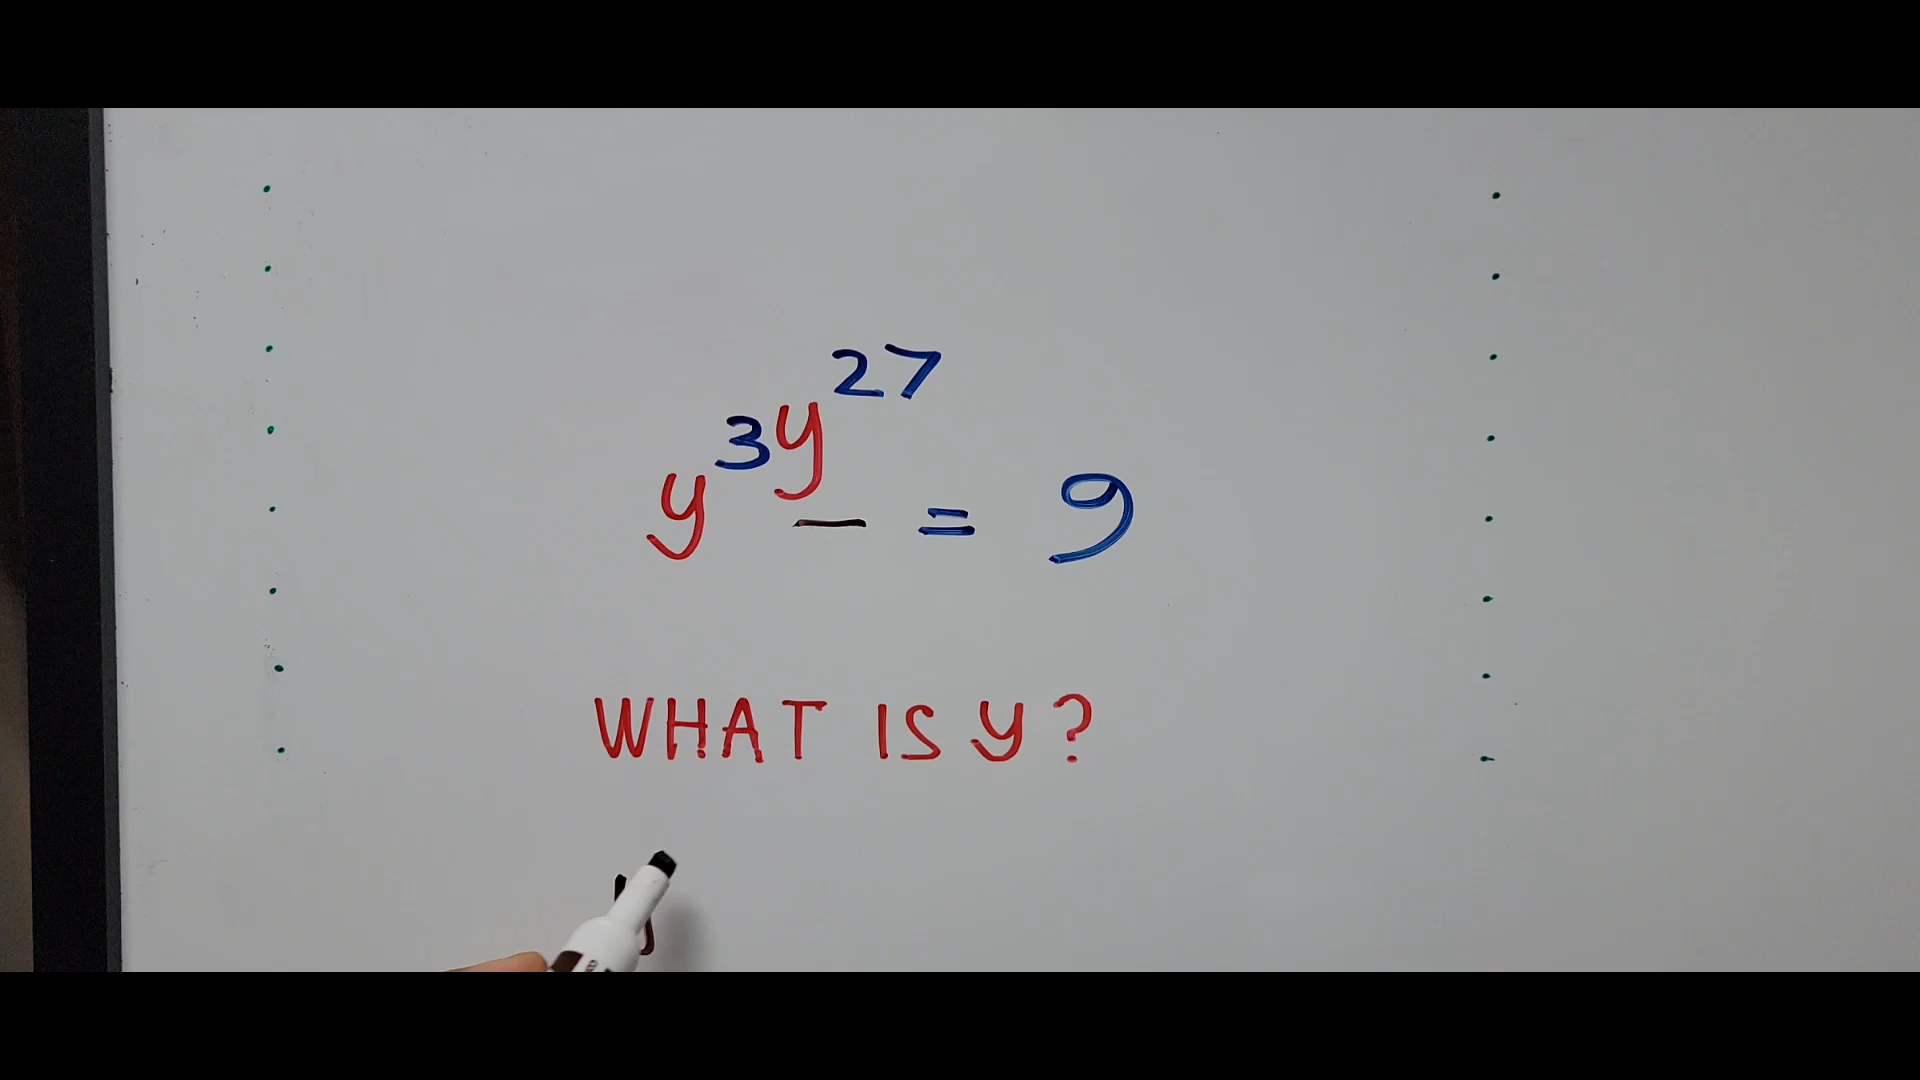 y^3y^27 _ = 9
WHAT IS y?